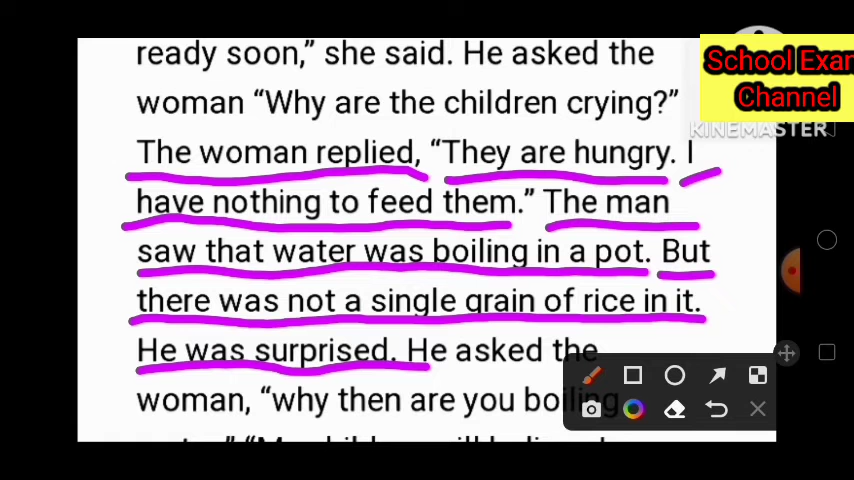 ready soon,” she said. He asked the
woman “Why are the children crying?”
The woman replied, “They are hungry. I
have nothing to feed them.” The man
saw that water was boiling in a pot. But
there was not a single grain of rice in it.
He was surprised. He asked the
woman, “why then are you boiling
School Exam
Channel
KINEMASTER